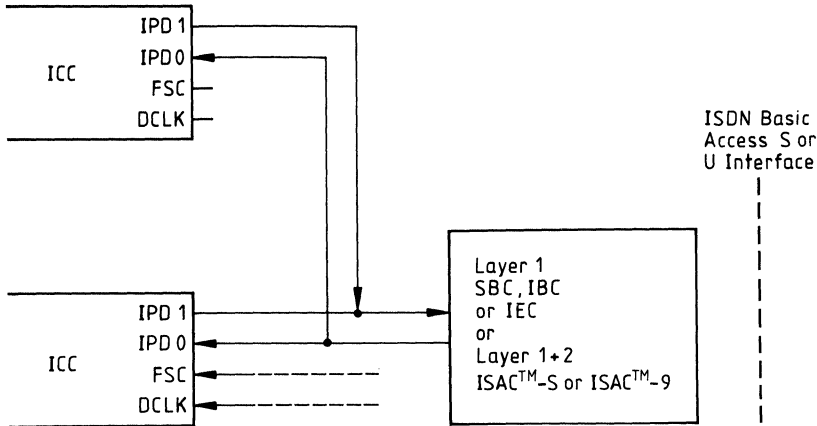 IPD 1
IPD 0
ICC
FSC
DCLK
ISDN Basic
Access S or
U Interface
Layer 1
SBC, IBC
or IEC
or
Layer 1+2
ISAC™-S or ISAC™-9
IPD 1
IPD 0
ICC
FSC
DCLK